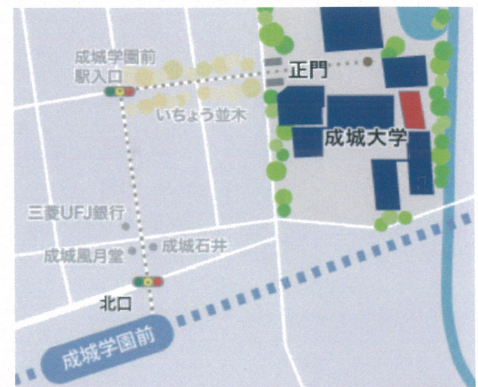 成城学園前
駅入口
正門
いちょう並木
成城大学
三菱UFJ銀行
成城石井
成城風月堂
北口
成城学園前